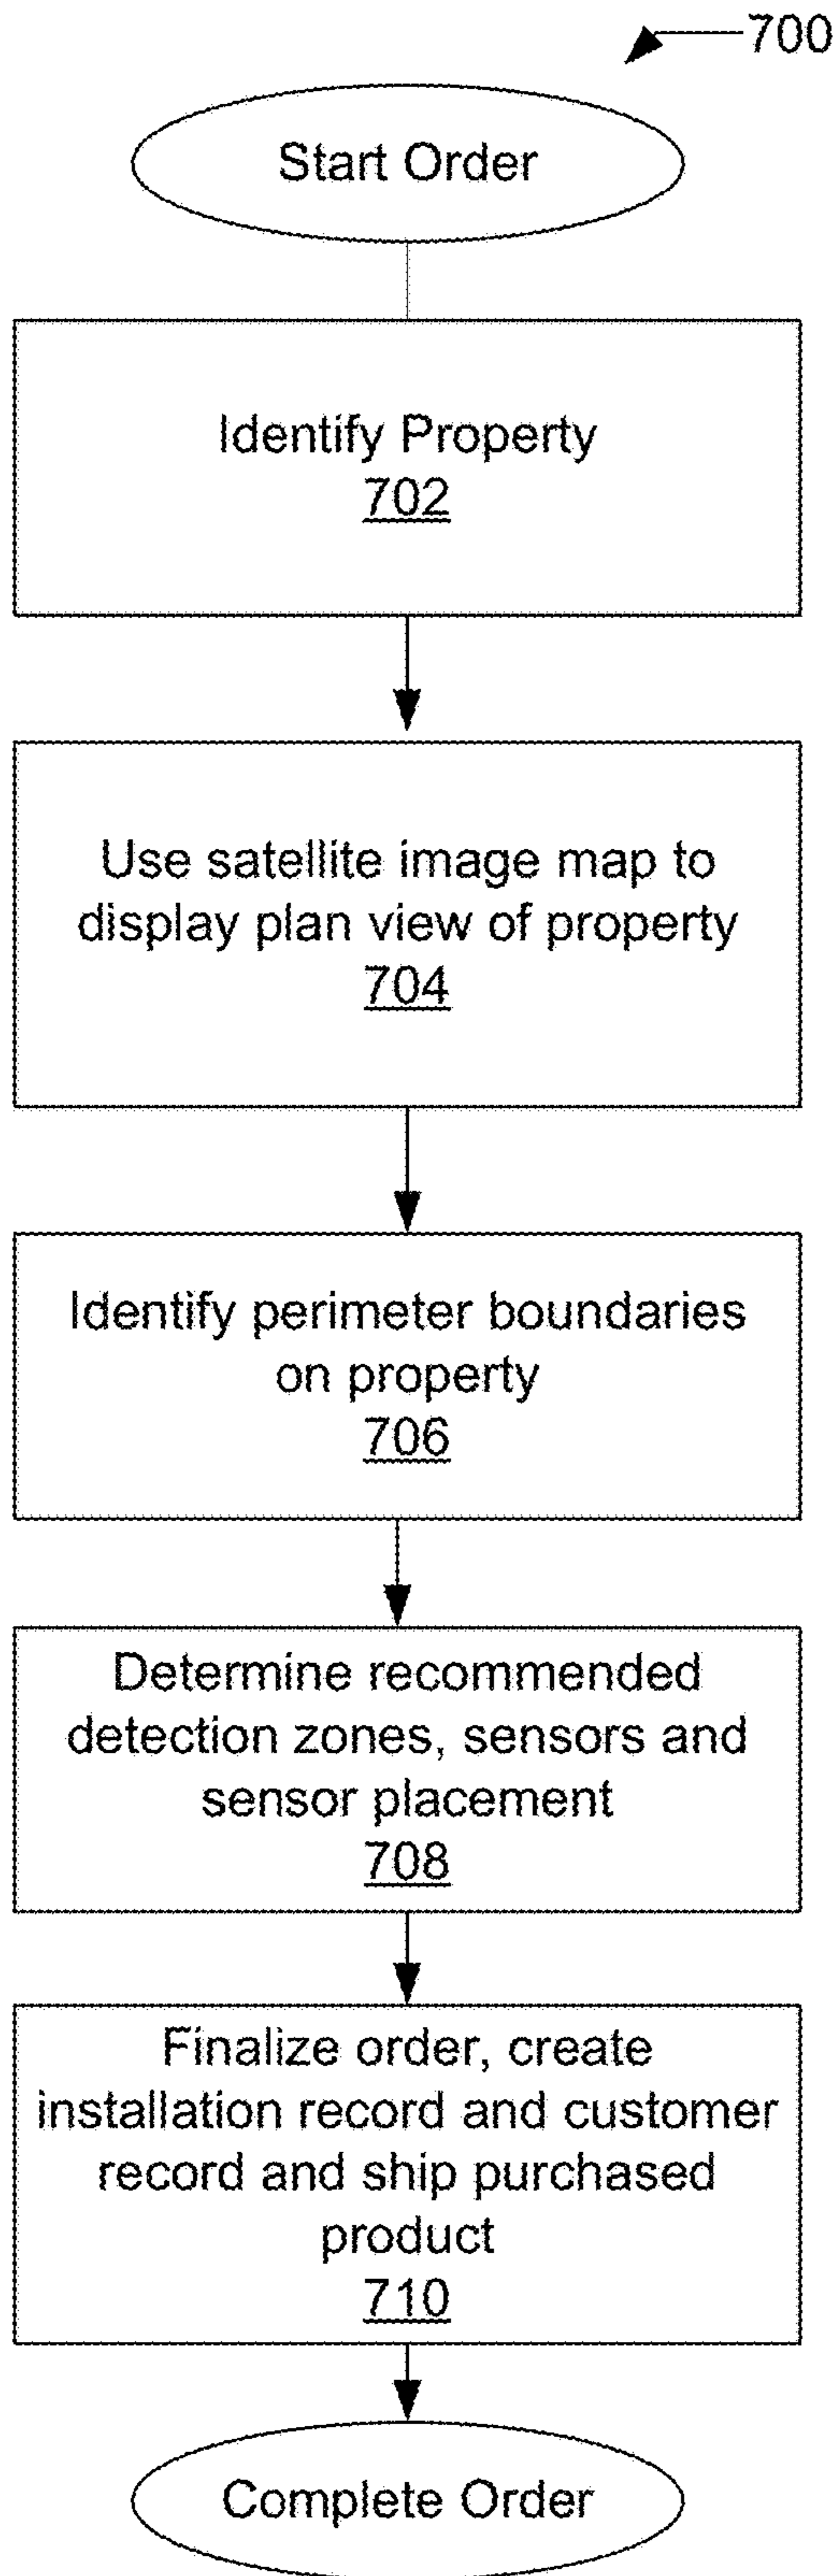 700
Start Order
Identify Property
702
Use satellite image map to
display plan view of property
704
Identify perimeter boundaries
on property
706
Determine recommended
detection zones, sensors and
sensor placement
708
Finalize order, create
installation record and customer
record and ship purchased
product
710
Complete Order